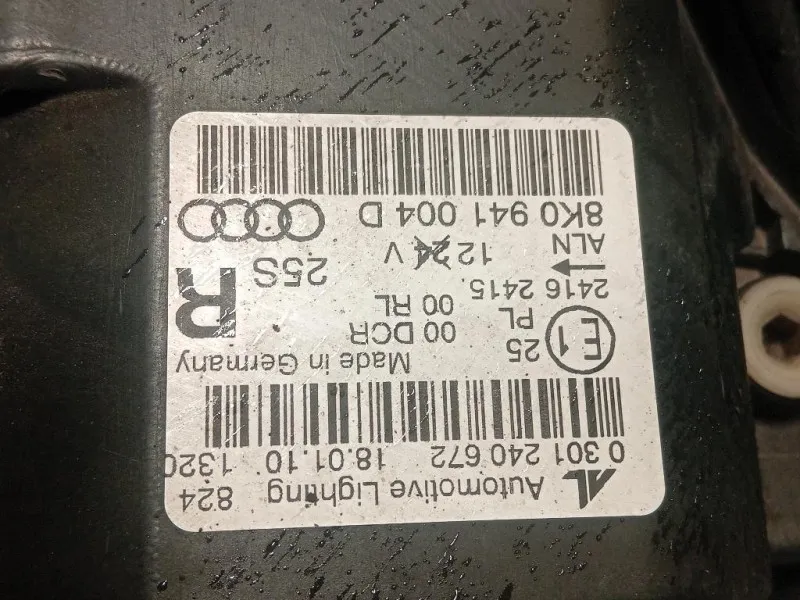 AL Automotive Lighting 824
0 301 240 672 18.01.10 1320
Made in Germany
E1 25 00 DCR R
PL 00 RL
2416 2415. 25S
ALN 12 24 V
8K0 941 004 D